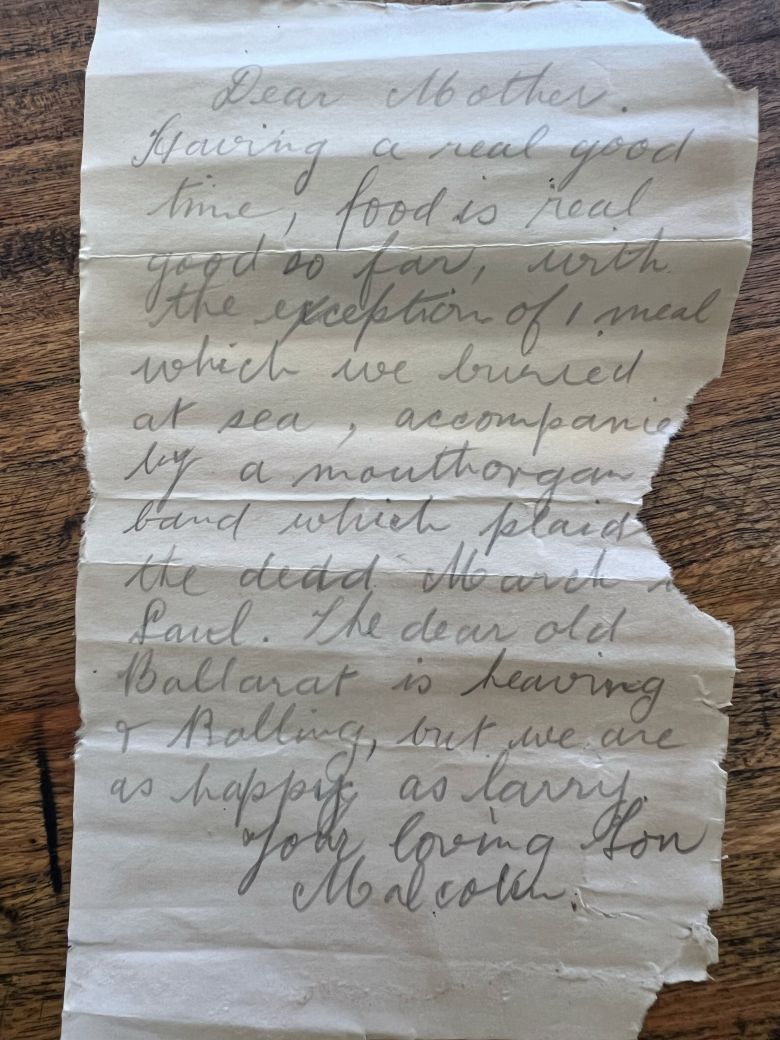 Dear Mother.
Having a real good
time, food is real
good so far, with
the exception of 1 meal
which we buried
at sea, accompanie
by a mouthorgan
band which plaid
the dedd March
Saul. The dear old
Ballarat is heaving
& Rolling, but we are
as happy as larry.
Your loving Son
Malcolm.